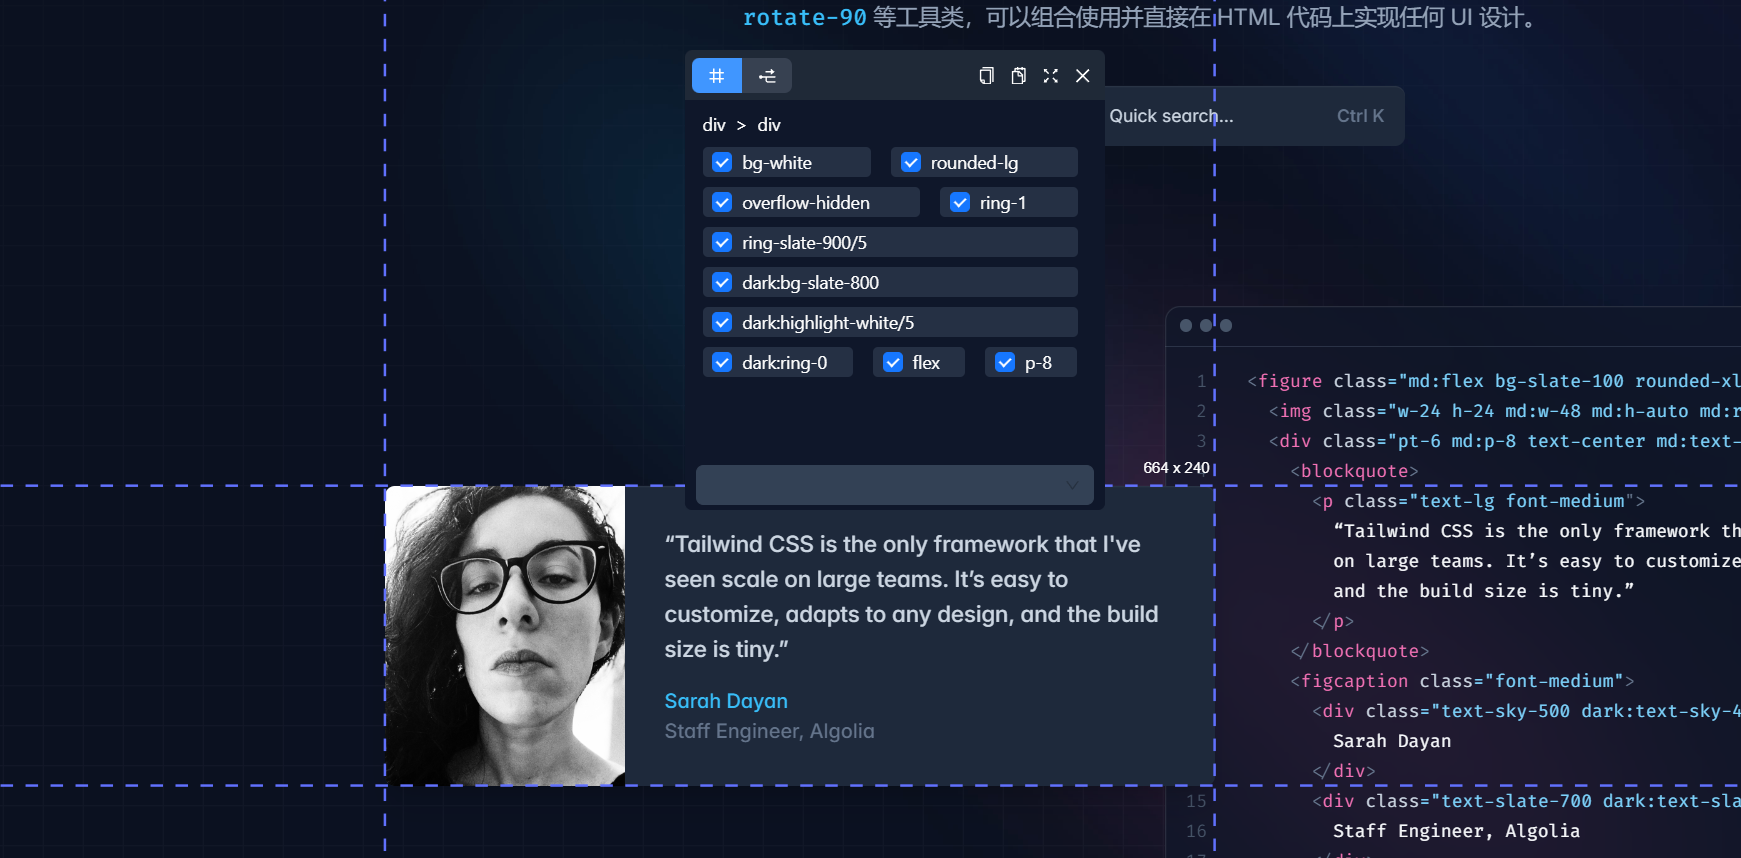 rotate-90 等工具类，可以组合使用并直接在 HTML 代码上实现任何 UI 设计。
Quick search...
Ctrl K
div > div
bg-white
rounded-lg
overflow-hidden
ring-1
ring-slate-900/5
dark:bg-slate-800
dark:highlight-white/5
dark:ring-0
flex
p-8
664 x 240
“Tailwind CSS is the only framework that I've
seen scale on large teams. It’s easy to
customize, adapts to any design, and the build
size is tiny.”
Sarah Dayan
Staff Engineer, Algolia
1 <figure class="md:flex bg-slate-100 rounded-xl
2 <img class="w-24 h-24 md:w-48 md:h-auto md:r
3 <div class="pt-6 md:p-8 text-center md:text-
<blockquote>
<p class="text-lg font-medium">
“Tailwind CSS is the only framework th
on large teams. It’s easy to customize
and the build size is tiny.”
</p>
</blockquote>
<figcaption class="font-medium">
<div class="text-sky-500 dark:text-sky-4
Sarah Dayan
</div>
15 <div class="text-slate-700 dark:text-sla
16 Staff Engineer, Algolia